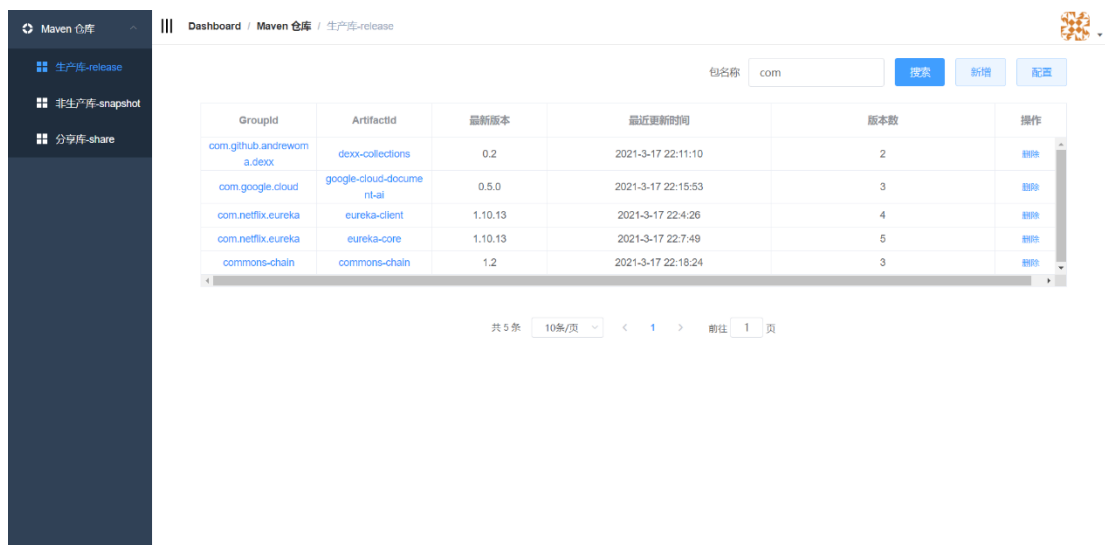 Maven 仓库
Dashboard / Maven 仓库 / 生产库-release
生产库-release
非生产库-snapshot
分享库-share
包名称 com 搜索 新增 配置
GroupId ArtifactId 最新版本 最近更新时间 版本数 操作
com.github.andrewom
a.dexx
dexx-collections 0.2 2021-3-17 22:11:10 2 删除
com.google.cloud
google-cloud-docume
nt-ai
0.5.0 2021-3-17 22:15:53 3 删除
com.netflix.eureka eureka-client 1.10.13 2021-3-17 22:4:26 4 删除
com.netflix.eureka eureka-core 1.10.13 2021-3-17 22:7:49 5 删除
commons-chain commons-chain 1.2 2021-3-17 22:18:24 3 删除
共 5 条 10条/页 1 前往 1 页